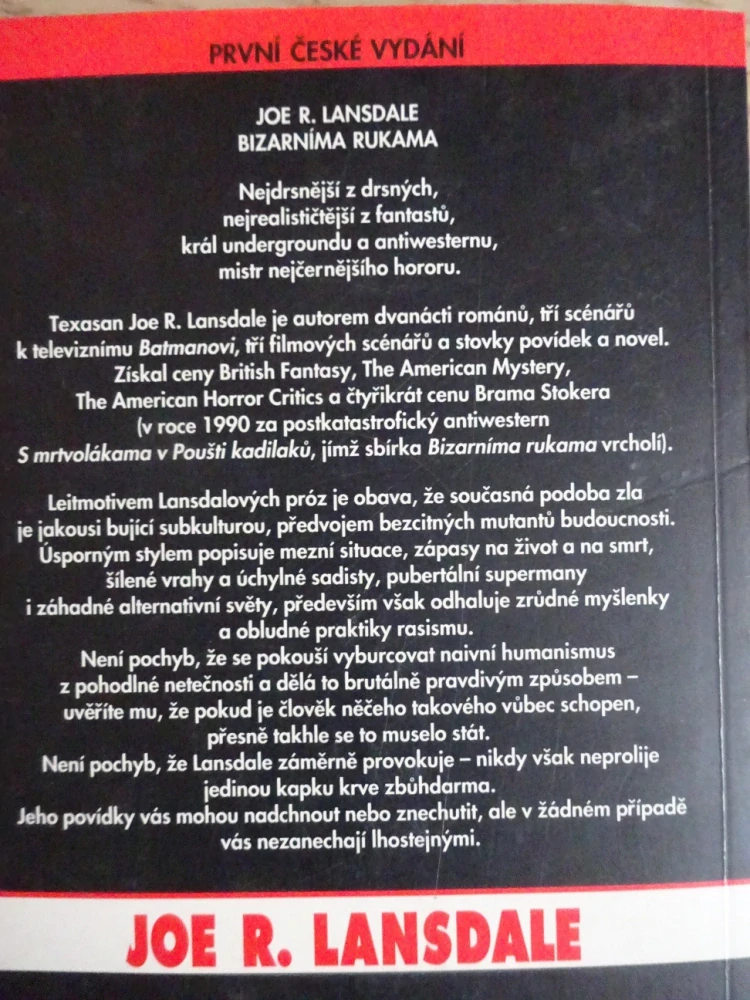 PRVNÍ ČESKÉ VYDÁNÍ
JOE R. LANSDALE
BIZARNÍMA RUKAMA
Nejdrsnější z drsných,
nejrealističtější z fantastů,
král undergroundu a antiwesternu,
mistr nejčernějšího hororu.
Texasan Joe R. Lansdale je autorem dvanácti románů, tří scénářů
k televiznímu Batmanovi, tří filmových scénářů a stovky povídek a novel.
Získal ceny British Fantasy, The American Mystery,
The American Horror Critics a čtyřikrát cenu Brama Stokera
(v roce 1990 za postkatastrofický antiwestern
S mrtvolákama v Poušti kadilaků, jímž sbírka Bizarníma rukama vrcholí).
Leitmotivem Lansdalových próz je obava, že současná podoba zla
je jakousi bující subkulturou, předvojem bezcitných mutantů budoucnosti.
Úsporným stylem popisuje mezní situace, zápasy na život a na smrt,
šílené vrahy a úchylné sadisty, pubertální supermany
i záhadné alternativní světy, především však odhaluje zrůdné myšlenky
a obludné praktiky rasismu.
Není pochyb, že se pokouší vyburcovat naivní humanismus
z pohodlné netečnosti a dělá to brutálně pravdivým způsobem –
uvěříte mu, že pokud je člověk něčeho takového vůbec schopen,
přesně takhle se to muselo stát.
Není pochyb, že Lansdale záměrně provokuje – nikdy však neprolije
jedinou kapku krve zbůhdarma.
Jeho povídky vás mohou nadchnout nebo znechutit, ale v žádném případě
vás nezanechají lhostejnými.
JOE R. LANSDALE